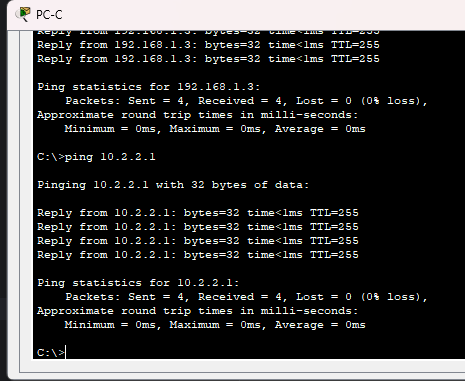 PC-C
Reply from 192.168.1.3: bytes=32 time<1ms TTL=255
Reply from 192.168.1.3: bytes=32 time<1ms TTL=255
Reply from 192.168.1.3: bytes=32 time<1ms TTL=255
Ping statistics for 192.168.1.3:
Packets: Sent = 4, Received = 4, Lost = 0 (0% loss),
Approximate round trip times in milli-seconds:
Minimum = 0ms, Maximum = 0ms, Average = 0ms
C:\>ping 10.2.2.1
Pinging 10.2.2.1 with 32 bytes of data:
Reply from 10.2.2.1: bytes=32 time<1ms TTL=255
Reply from 10.2.2.1: bytes=32 time<1ms TTL=255
Reply from 10.2.2.1: bytes=32 time<1ms TTL=255
Reply from 10.2.2.1: bytes=32 time<1ms TTL=255
Ping statistics for 10.2.2.1:
Packets: Sent = 4, Received = 4, Lost = 0 (0% loss),
Approximate round trip times in milli-seconds:
Minimum = 0ms, Maximum = 0ms, Average = 0ms
C:\>